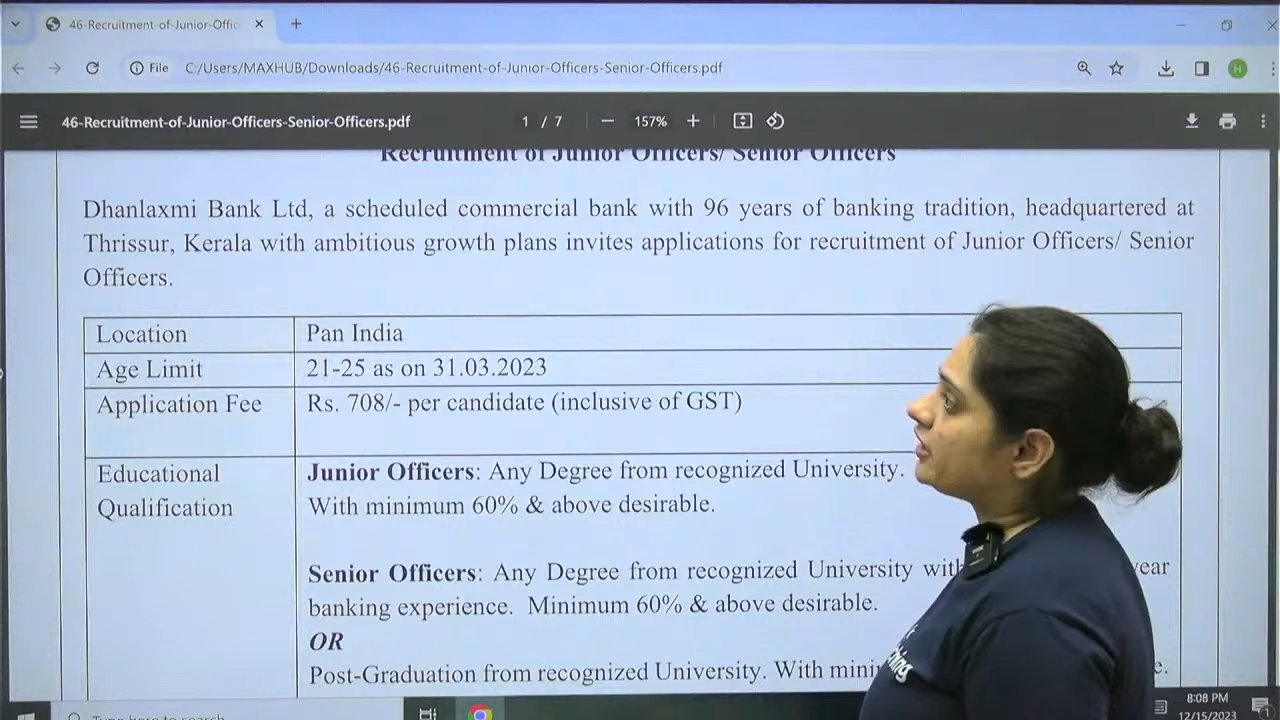 46-Recruitment-of-Junior-Offic
File
C:/Users/MAXHUB/Downloads/46-Recruitment-of-Junior-Officers-Senior-Officers.pdf
H
46-Recruitment-of-Junior-Officers-Senior-Officers.pdf
1 / 7
157%
Recruitment of Junior Officers/ Senior Officers
Dhanlaxmi Bank Ltd, a scheduled commercial bank with 96 years of banking tradition, headquartered at
Thrissur, Kerala with ambitious growth plans invites applications for recruitment of Junior Officers/ Senior
Officers.
Location Pan India
Age Limit 21-25 as on 31.03.2023
Application Fee Rs. 708/- per candidate (inclusive of GST)
Educational Junior Officers: Any Degree from recognized University.
Qualification With minimum 60% & above desirable.
Senior Officers: Any Degree from recognized University with year
banking experience. Minimum 60% & above desirable.
OR
Post-Graduation from recognized University. With
Type here to search
8:08 PM
12/15/2023